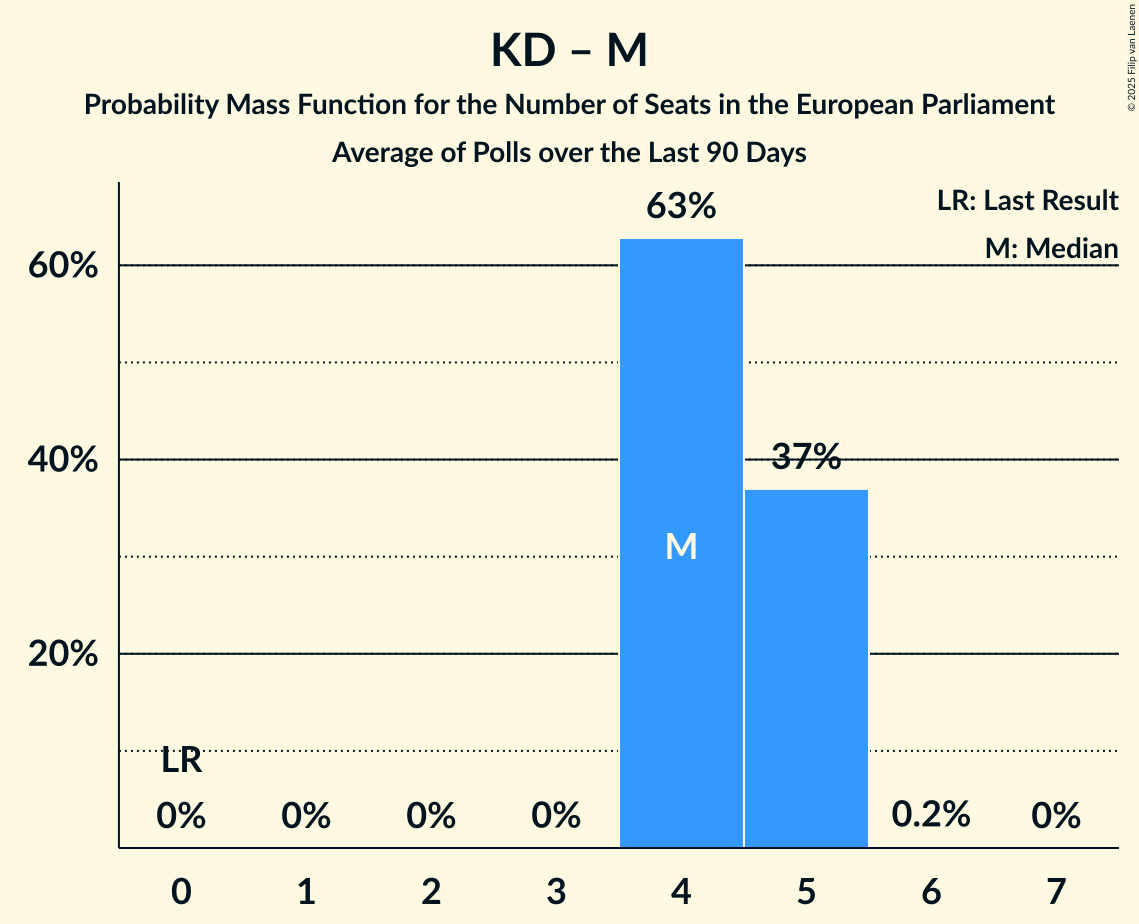 KD – M
Probability Mass Function for the Number of Seats in the European Parliament
Average of Polls over the Last 90 Days
© 2025 Filip van Laenen
LR: Last Result
M: Median
63%
60%
40%
37%
M
20%
LR
0%
0%
0%
0%
0.2%
0%
0
1
2
3
4
5
6
7